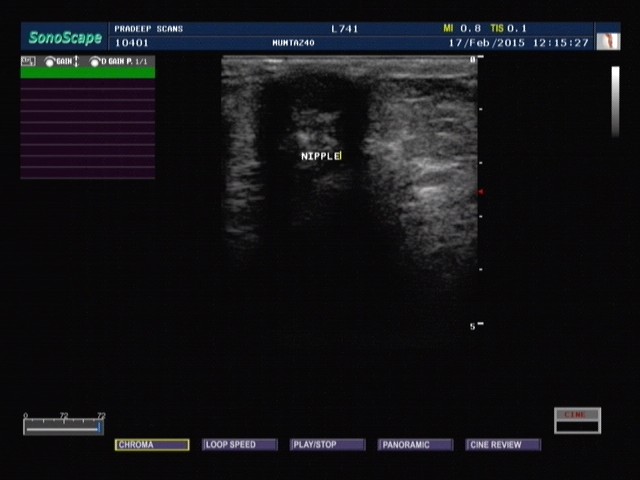 SonoScape
PRADEEP SCANS L741 MI 0.8 TIS 0.1
10401 MUMTAZ40 17/Feb/2015 12:15:27
GAIN D GAIN P. 1/1
0
NIPPLE
5
0 72 72
CINE
CHROMA LOOP SPEED PLAY/STOP PANORAMIC CINE REVIEW